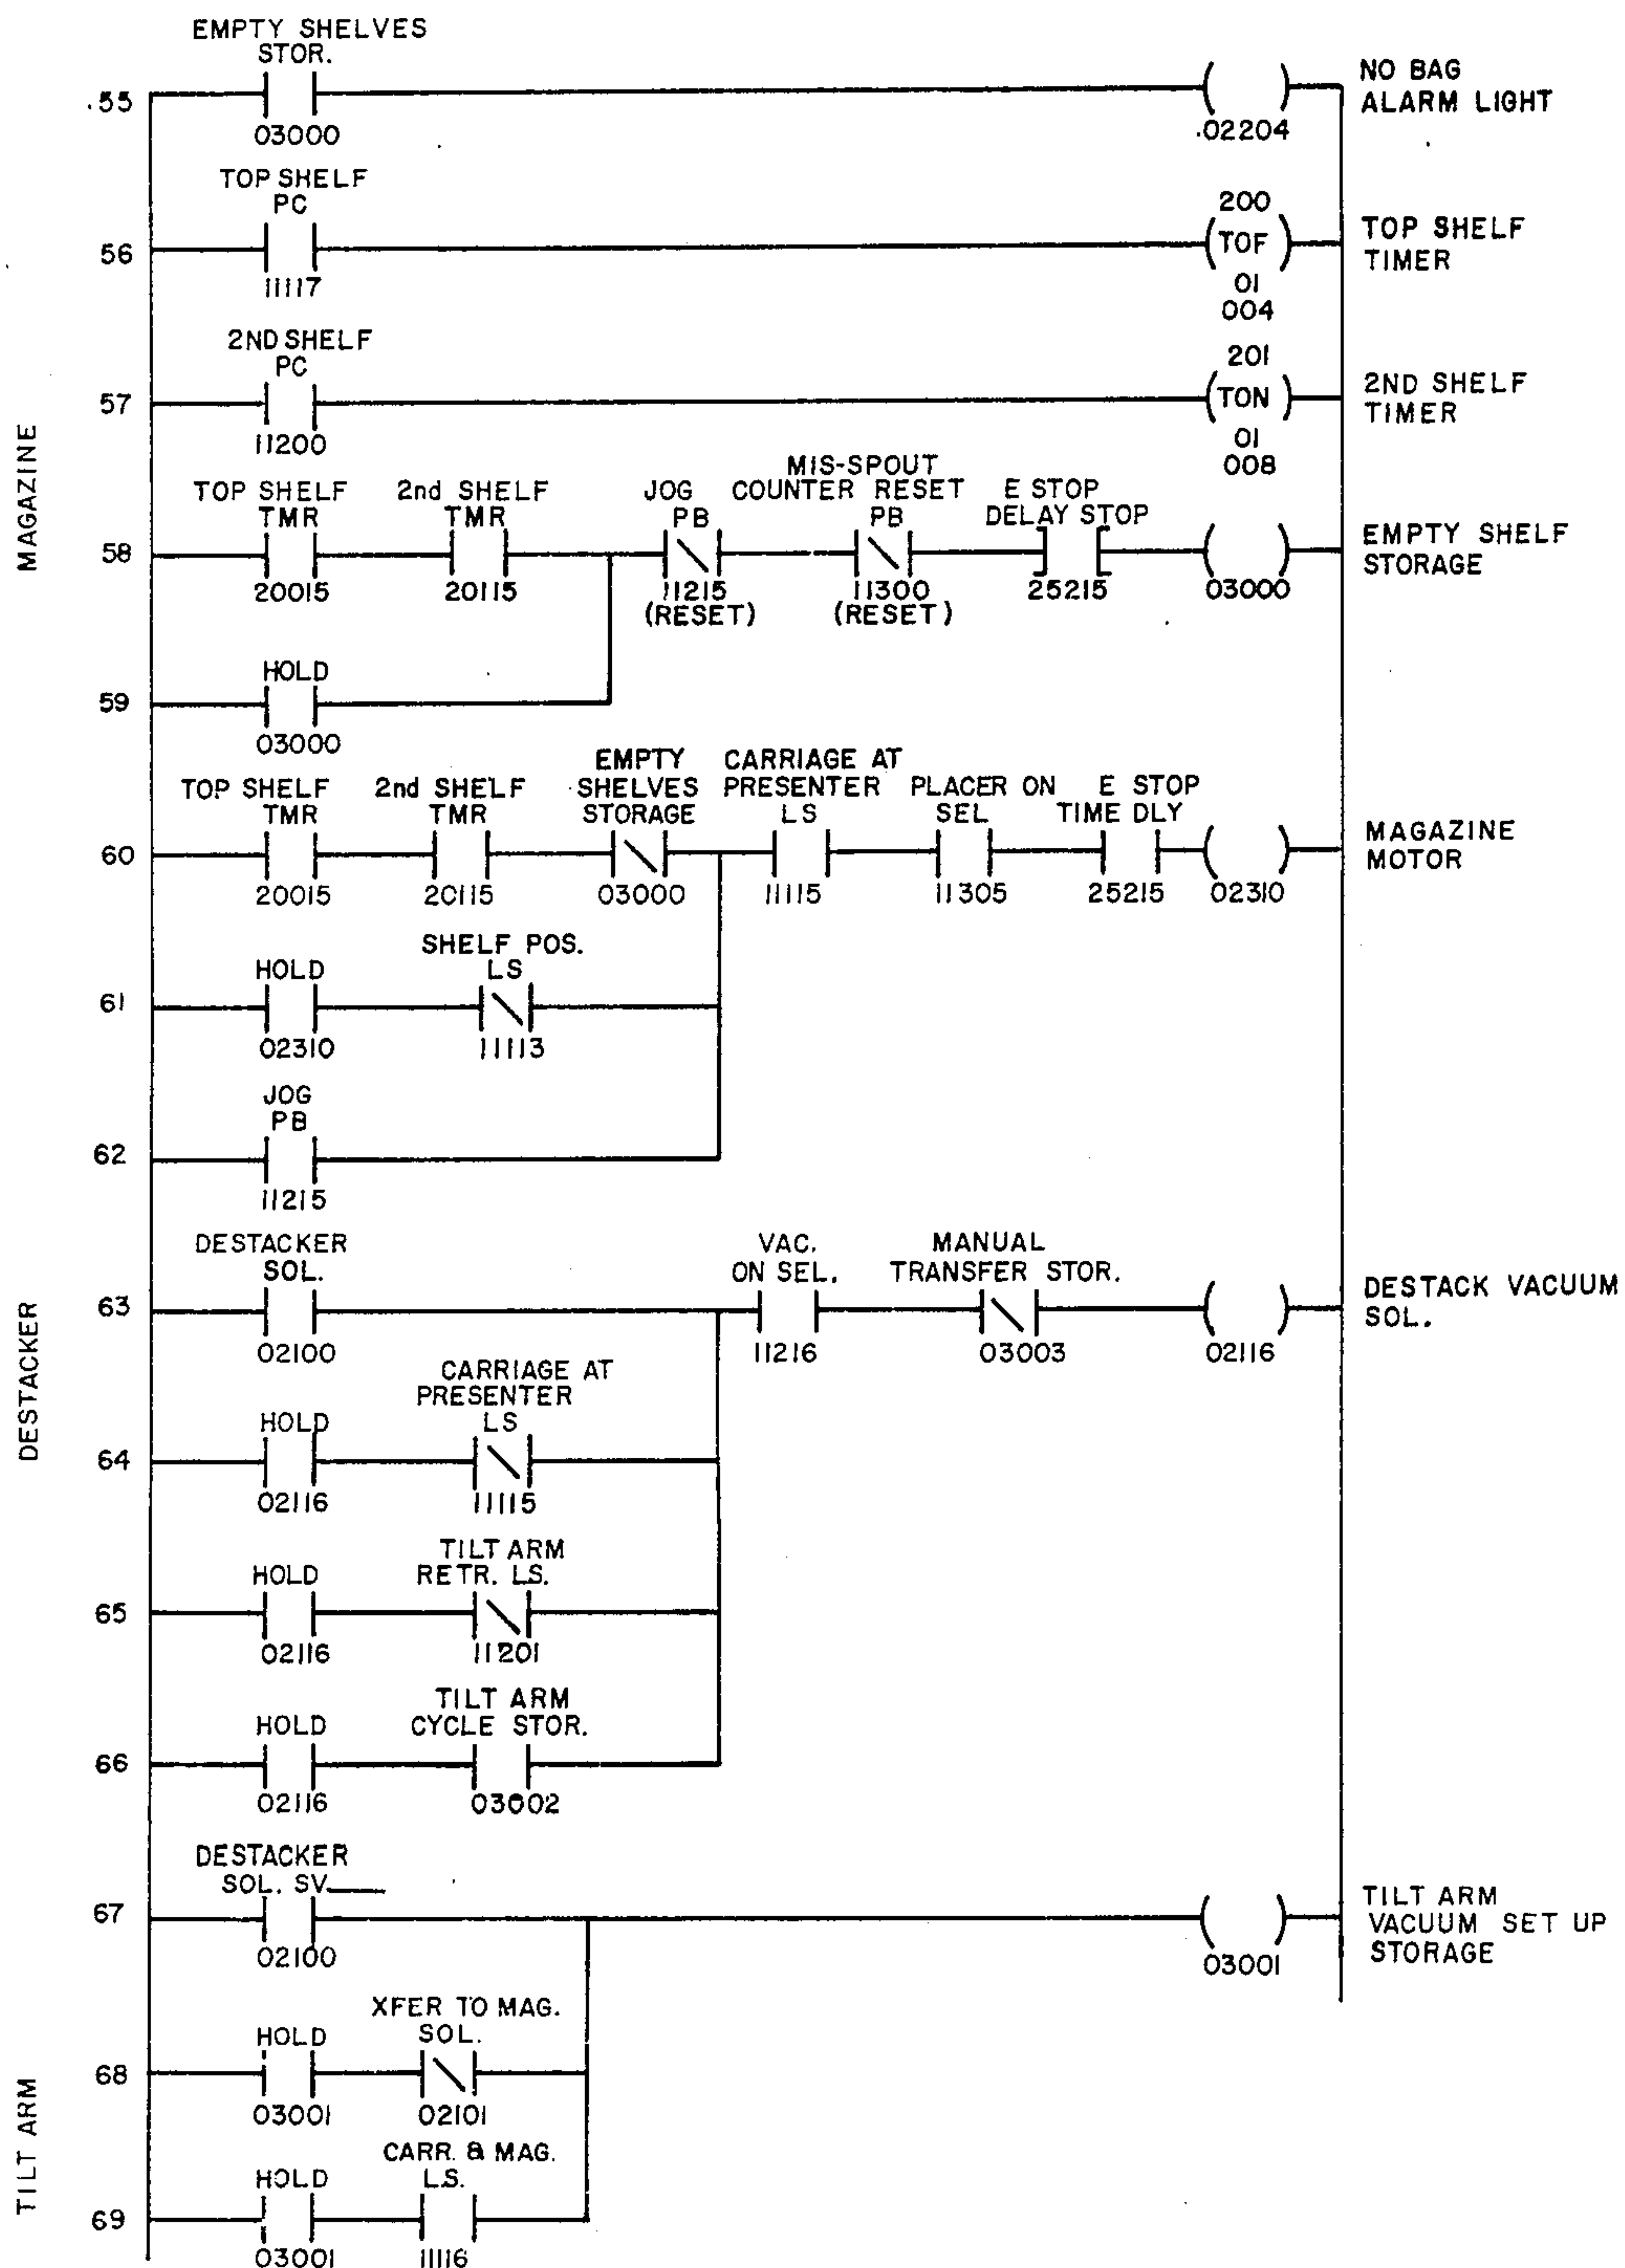 EMPTY SHELVES
STOR.
.55
03000
.02204
NO BAG
ALARM LIGHT
TOP SHELF
PC
56
11117
200
TOF
01
004
TOP SHELF
TIMER
2ND SHELF
PC
57
11200
201
TON
01
008
2ND SHELF
TIMER
MAGAZINE
TOP SHELF
TMR
2nd SHELF
TMR
JOG
PB
MIS-SPOUT
COUNTER RESET
PB
E STOP
DELAY STOP
58
20015
20115
11215
(RESET)
11300
(RESET)
25215
03000
EMPTY SHELF
STORAGE
HOLD
59
03000
TOP SHELF
TMR
2nd SHELF
TMR
EMPTY
SHELVES
STORAGE
CARRIAGE AT
PRESENTER
LS
PLACER ON
SEL
E STOP
TIME DLY
60
20015
20115
03000
11115
11305
25215
02310
MAGAZINE
MOTOR
HOLD
SHELF POS.
LS
61
02310
11113
JOG
PB
62
11215
DESTACKER
DESTACKER
SOL.
VAC.
ON SEL.
MANUAL
TRANSFER STOR.
63
02100
11216
03003
02116
DESTACK VACUUM
SOL.
HOLD
CARRIAGE AT
PRESENTER
LS
64
02116
11115
HOLD
TILT ARM
RETR. LS.
65
02116
11201
HOLD
TILT ARM
CYCLE STOR.
66
02116
03002
TILT ARM
DESTACKER
SOL. SV____
67
02100
03001
TILT ARM
VACUUM SET UP
STORAGE
HOLD
XFER TO MAG.
SOL.
68
03001
02101
HOLD
CARR. & MAG.
L.S.
69
03001
11116